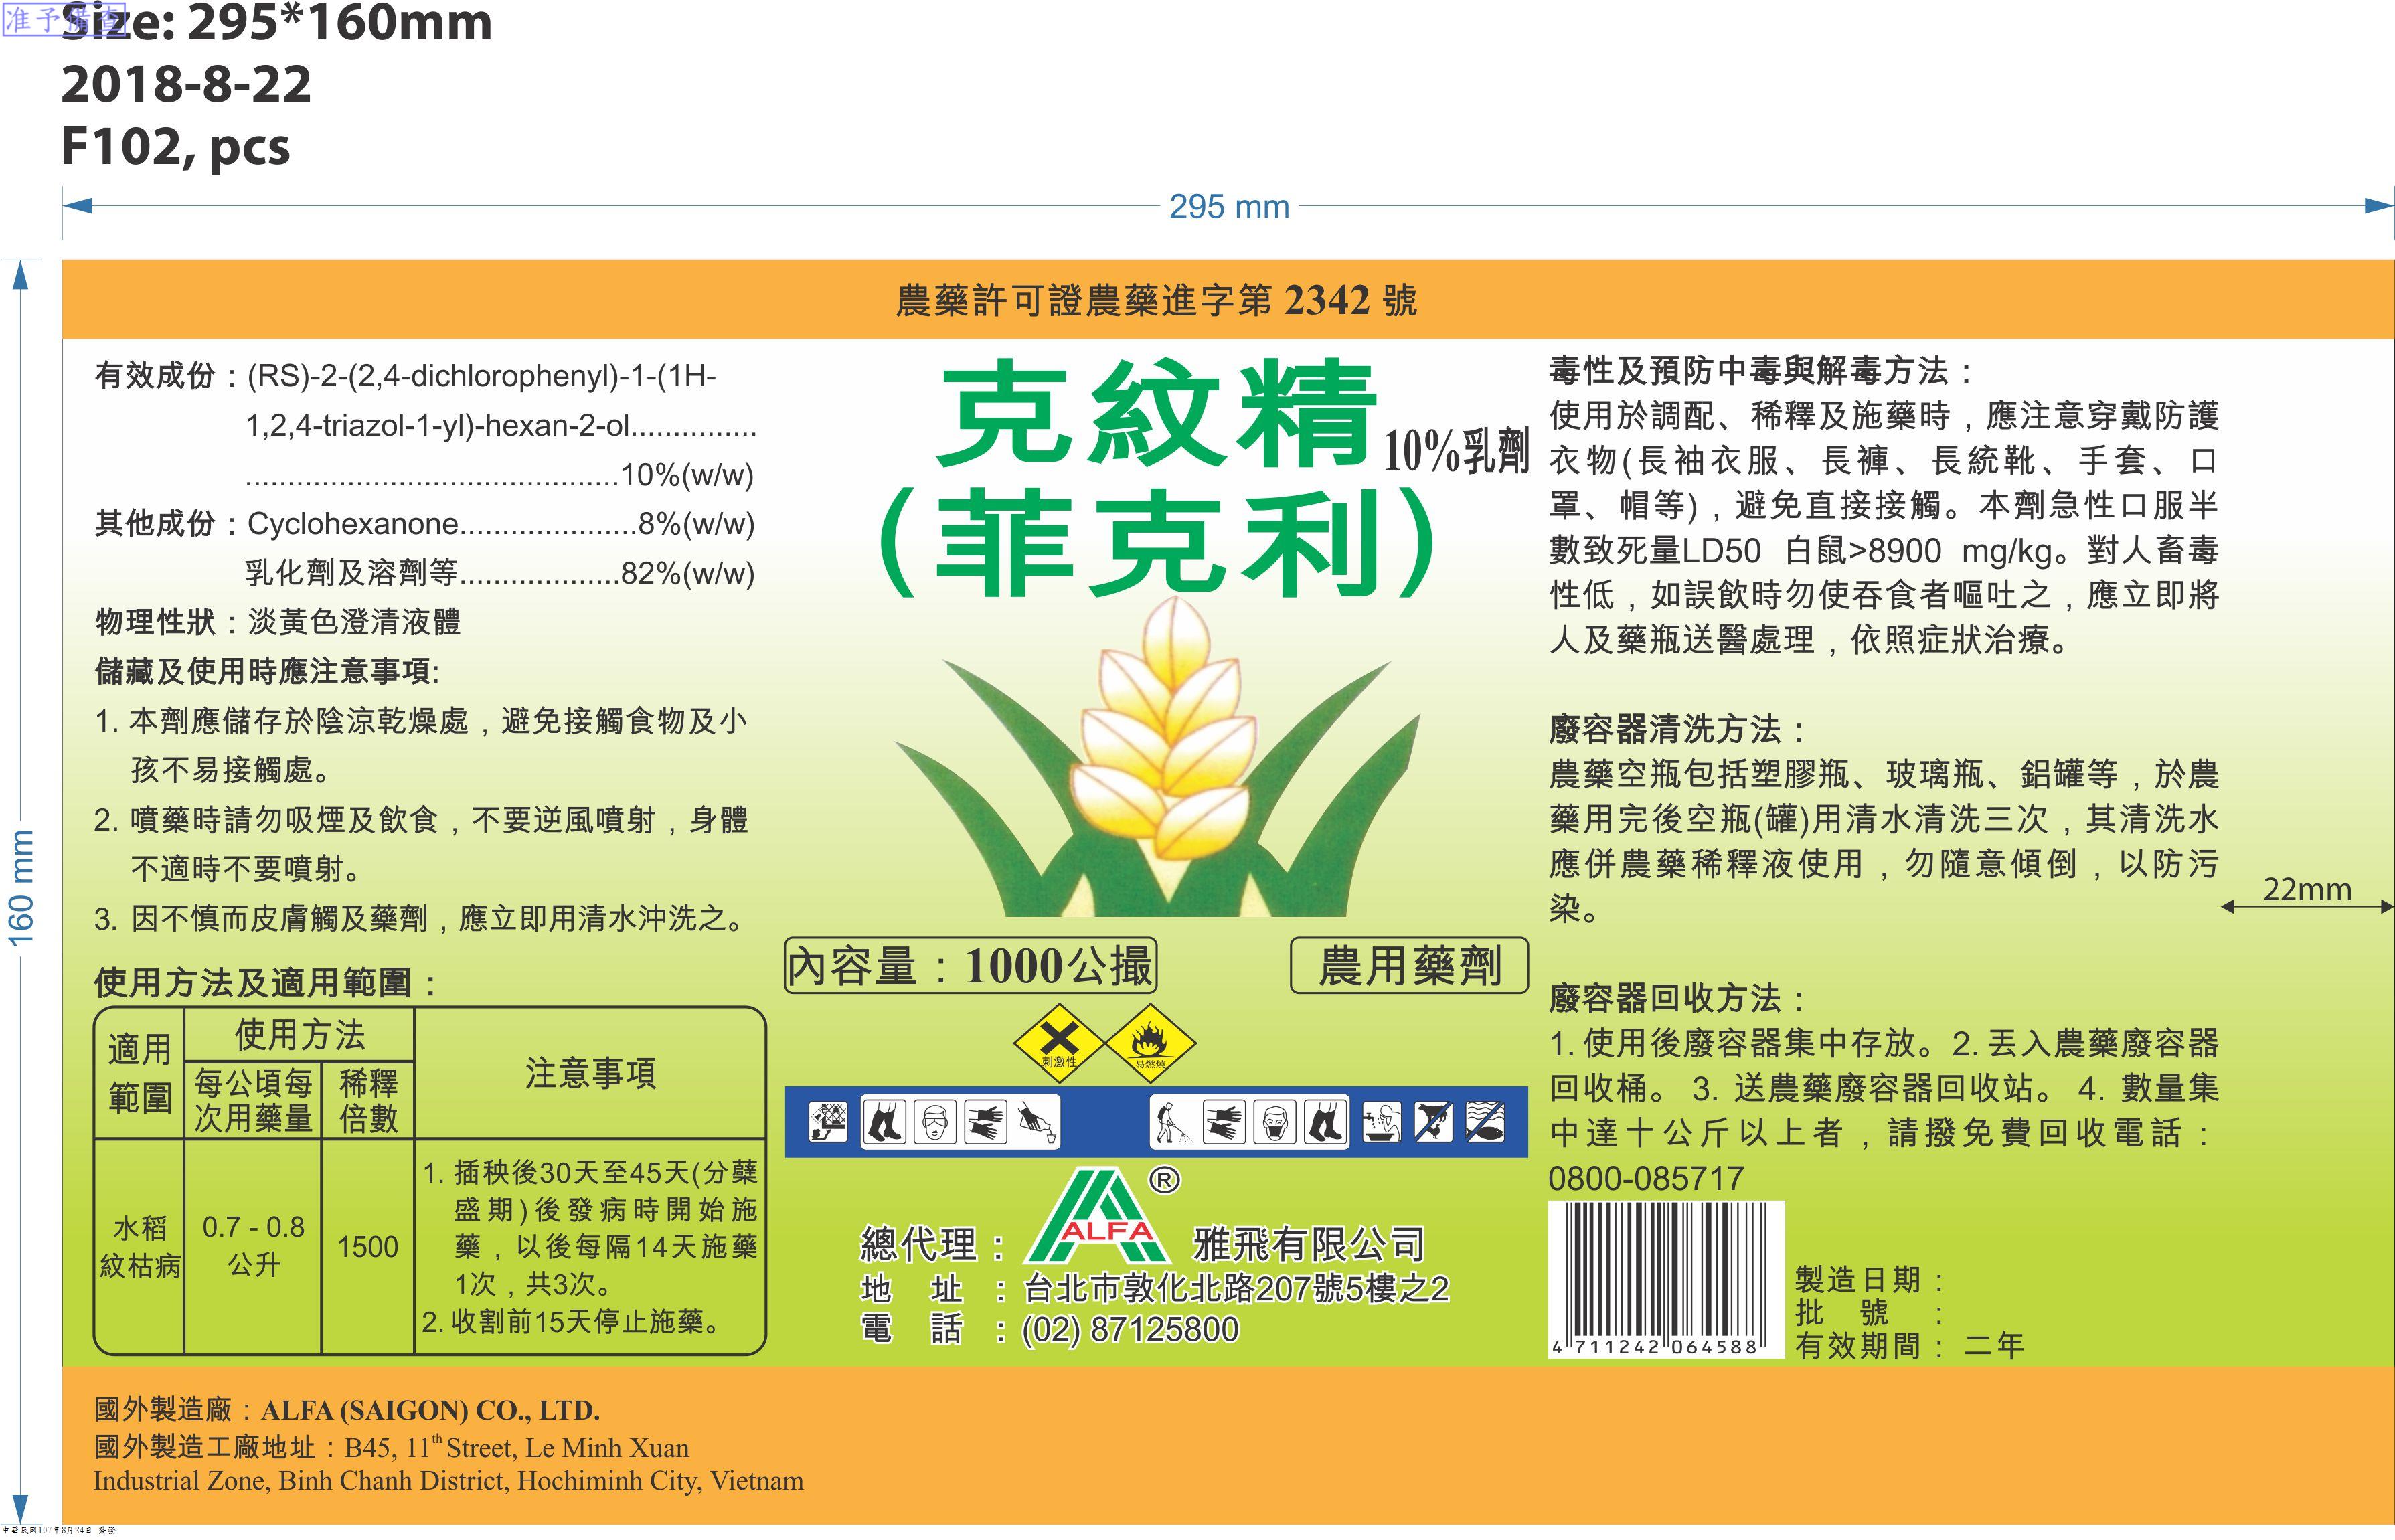 准予備查
Size: 295*160mm
2018-8-22
F102, pcs
295 mm
160 mm
農藥許可證農藥進字第 2342 號
有效成份：(RS)-2-(2,4-dichlorophenyl)-1-(1H-
1,2,4-triazol-1-yl)-hexan-2-ol...............
............................................10%(w/w)
其他成份：Cyclohexanone.....................8%(w/w)
乳化劑及溶劑等...................82%(w/w)
物理性狀：淡黃色澄清液體
儲藏及使用時應注意事項:
1. 本劑應儲存於陰涼乾燥處，避免接觸食物及小
孩不易接觸處。
2. 噴藥時請勿吸煙及飲食，不要逆風噴射，身體
不適時不要噴射。
3. 因不慎而皮膚觸及藥劑，應立即用清水沖洗之。
使用方法及適用範圍：
適用
範圍
使用方法
每公頃每
次用藥量
稀釋
倍數
注意事項
水稻
紋枯病
0.7 - 0.8
公升
1500
1. 插秧後30天至45天(分蘗
盛期)後發病時開始施
藥，以後每隔14天施藥
1次，共3次。
2. 收割前15天停止施藥。
克紋精
10%乳劑
(菲克利)
內容量：1000公撮
農用藥劑
刺激性
易燃燒
ALFA
®
總代理：
雅飛有限公司
地 址 ：台北市敦化北路207號5樓之2
電 話 ：(02) 87125800
毒性及預防中毒與解毒方法：
使用於調配、稀釋及施藥時，應注意穿戴防護
衣物(長袖衣服、長褲、長統靴、手套、口
罩、帽等)，避免直接接觸。本劑急性口服半
數致死量LD50 白鼠>8900 mg/kg。對人畜毒
性低，如誤飲時勿使吞食者嘔吐之，應立即將
人及藥瓶送醫處理，依照症狀治療。
廢容器清洗方法：
農藥空瓶包括塑膠瓶、玻璃瓶、鋁罐等，於農
藥用完後空瓶(罐)用清水清洗三次，其清洗水
應併農藥稀釋液使用，勿隨意傾倒，以防污
染。
22mm
廢容器回收方法：
1. 使用後廢容器集中存放。2. 丟入農藥廢容器
回收桶。 3. 送農藥廢容器回收站。 4. 數量集
中達十公斤以上者，請撥免費回收電話：
0800-085717
4 711242 064588
製造日期：
批 號 ：
有效期間： 二年
國外製造廠：ALFA (SAIGON) CO., LTD.
國外製造工廠地址：B45, 11th Street, Le Minh Xuan
Industrial Zone, Binh Chanh District, Hochiminh City, Vietnam
中華民國107年8月24日 簽發